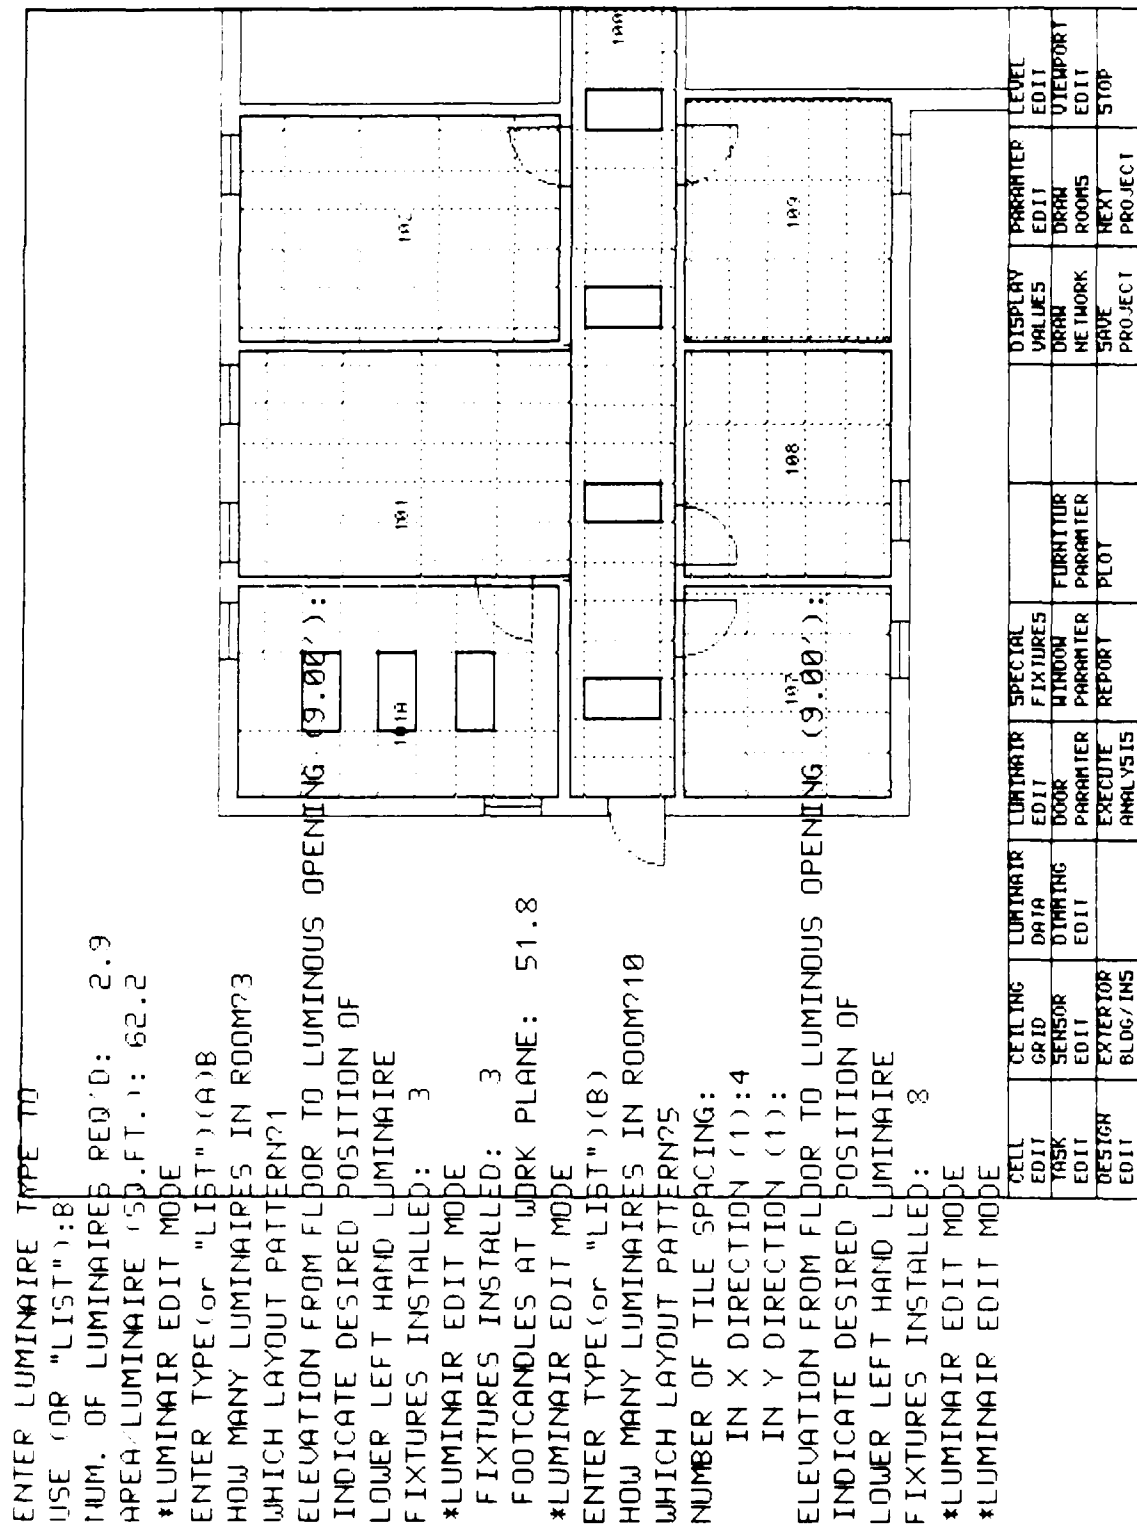 ENTER LUMINAIRE TYPE TO
USE (OR "LIST"):B
NUM. OF LUMINAIRES REQ'D: 2.9
AREA/LUMINAIRE (SQ.FT.): 62.2
*LUMINAIR EDIT MODE
ENTER TYPE(or "LIST")(A)B
HOW MANY LUMINAIRES IN ROOM?3
WHICH LAYOUT PATTERN?1
ELEVATION FROM FLOOR TO LUMINOUS OPENING (9.00'):
INDICATE DESIRED POSITION OF
LOWER LEFT HAND LUMINAIRE
FIXTURES INSTALLED: 3
*LUMINAIR EDIT MODE
FIXTURES INSTALLED: 3
FOOTCANDLES AT WORK PLANE: 51.8
*LUMINAIR EDIT MODE
ENTER TYPE(or "LIST")(B)
HOW MANY LUMINAIRES IN ROOM?10
WHICH LAYOUT PATTERN?5
NUMBER OF TILE SPACING:
IN X DIRECTION (1):4
IN Y DIRECTION (1):
ELEVATION FROM FLOOR TO LUMINOUS OPENING (9.00'):
INDICATE DESIRED POSITION OF
LOWER LEFT HAND LUMINAIRE
FIXTURES INSTALLED: 8
*LUMINAIR EDIT MODE
*LUMINAIR EDIT MODE
101A
101
102
100
107
108
109
CELL EDIT
CEILING GRID
LUMINAIR DATA
LUMINAIR EDIT
SPECIAL FIXTURES
DISPLAY VALUES
PARAMTER EDIT
LEVEL EDIT
TASK EDIT
SENSOR EDIT
DIMMING EDIT
DOOR PARAMTER
WINDOW PARAMTER
FURNITUR PARAMTER
DRAW NETWORK
DRAW ROOMS
VIEWPORT EDIT
DESIGN EDIT
EXTERIOR BLDG/INS
EXECUTE ANALYSIS
REPORT
PLOT
SAVE PROJECT
NEXT PROJECT
STOP